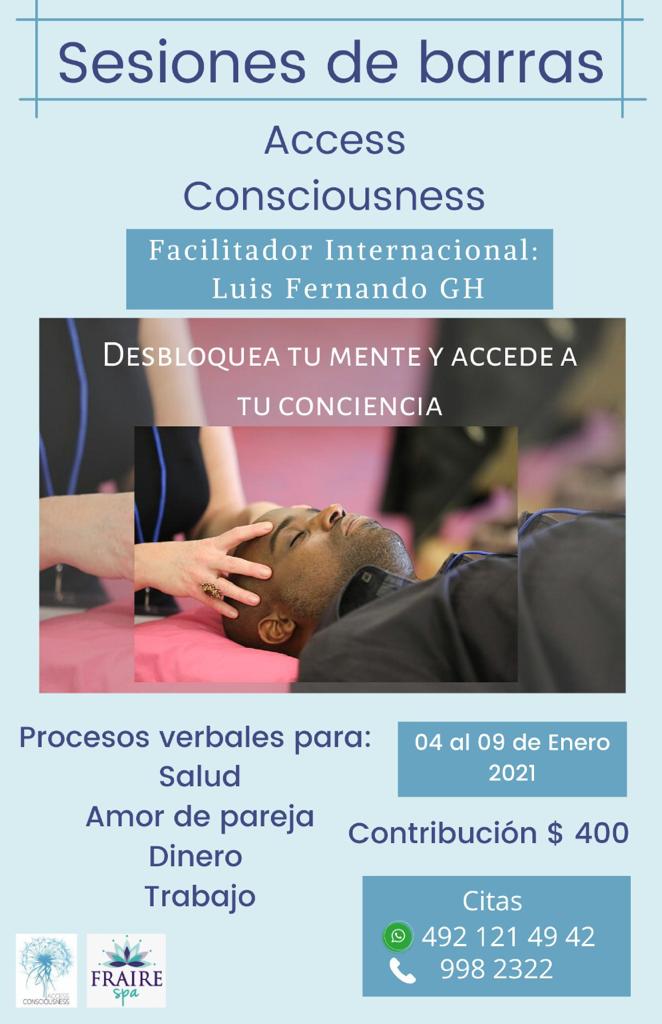 Sesiones de barras
Access
Consciousness
Facilitador Internacional:
Luis Fernando GH
Desbloquea tu mente y accede a
tu conciencia
Procesos verbales para:
Salud
Amor de pareja
Dinero
Trabajo
04 al 09 de Enero
2021
Contribución $ 400
Citas
492 121 49 42
998 2322
ACCESS
CONSCIOUSNESS
FRAIRE
spa